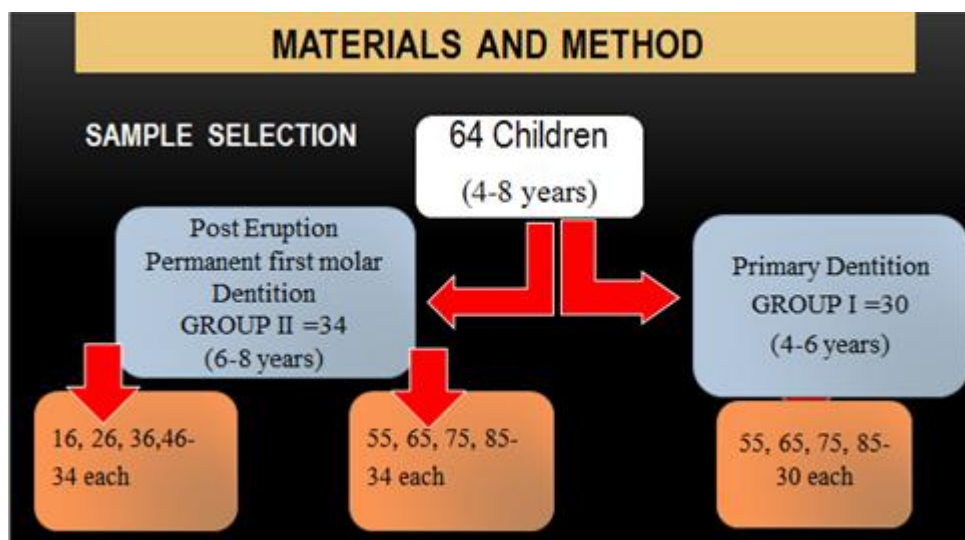 MATERIALS AND METHOD
SAMPLE SELECTION
64 Children
(4-8 years)
Post Eruption
Permanent first molar
Dentition
GROUP II =34
(6-8 years)
Primary Dentition
GROUP I =30
(4-6 years)
16, 26, 36,46-
34 each
55, 65, 75, 85-
34 each
55, 65, 75, 85-
30 each